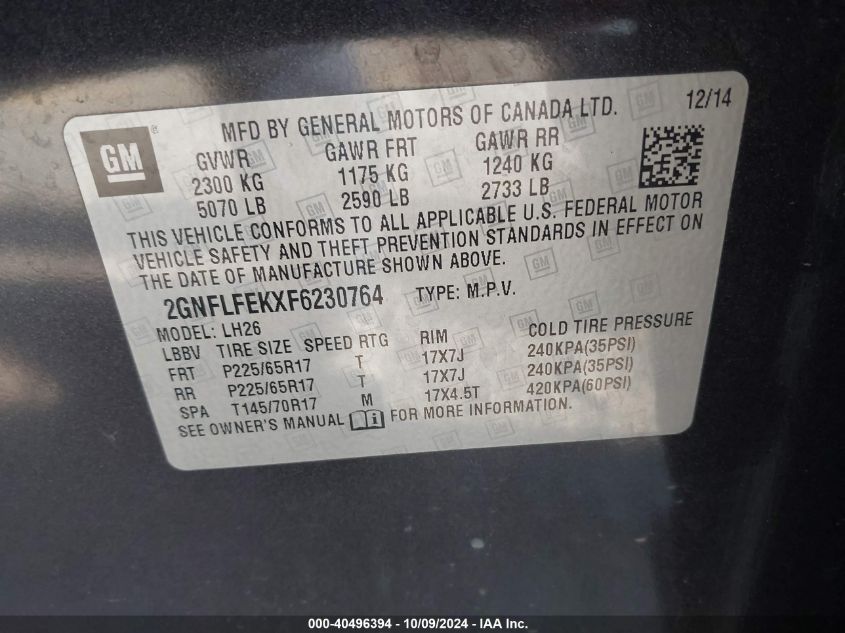 GM
®
MFD BY GENERAL MOTORS OF CANADA LTD. 12/14
GVWR GAWR FRT GAWR RR
2300 KG 1175 KG 1240 KG
5070 LB 2590 LB 2733 LB
THIS VEHICLE CONFORMS TO ALL APPLICABLE U.S. FEDERAL MOTOR
VEHICLE SAFETY AND THEFT PREVENTION STANDARDS IN EFFECT ON
THE DATE OF MANUFACTURE SHOWN ABOVE.
2GNFLFEKXF6230764 TYPE: M.P.V.
MODEL: LH26
LBBV TIRE SIZE SPEED RTG RIM COLD TIRE PRESSURE
FRT P225/65R17 T 17X7J 240KPA(35PSI)
RR P225/65R17 T 17X7J 240KPA(35PSI)
SPA T145/70R17 M 17X4.5T 420KPA(60PSI)
SEE OWNER'S MANUAL FOR MORE INFORMATION.
000-40496394 - 10/09/2024 - IAA Inc.